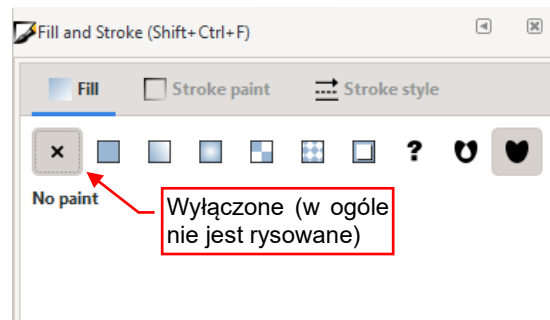 Fill and Stroke (Shift+Ctrl+F)
Fill Stroke paint Stroke style
?
No paint
Wyłączone (w ogóle
nie jest rysowane)